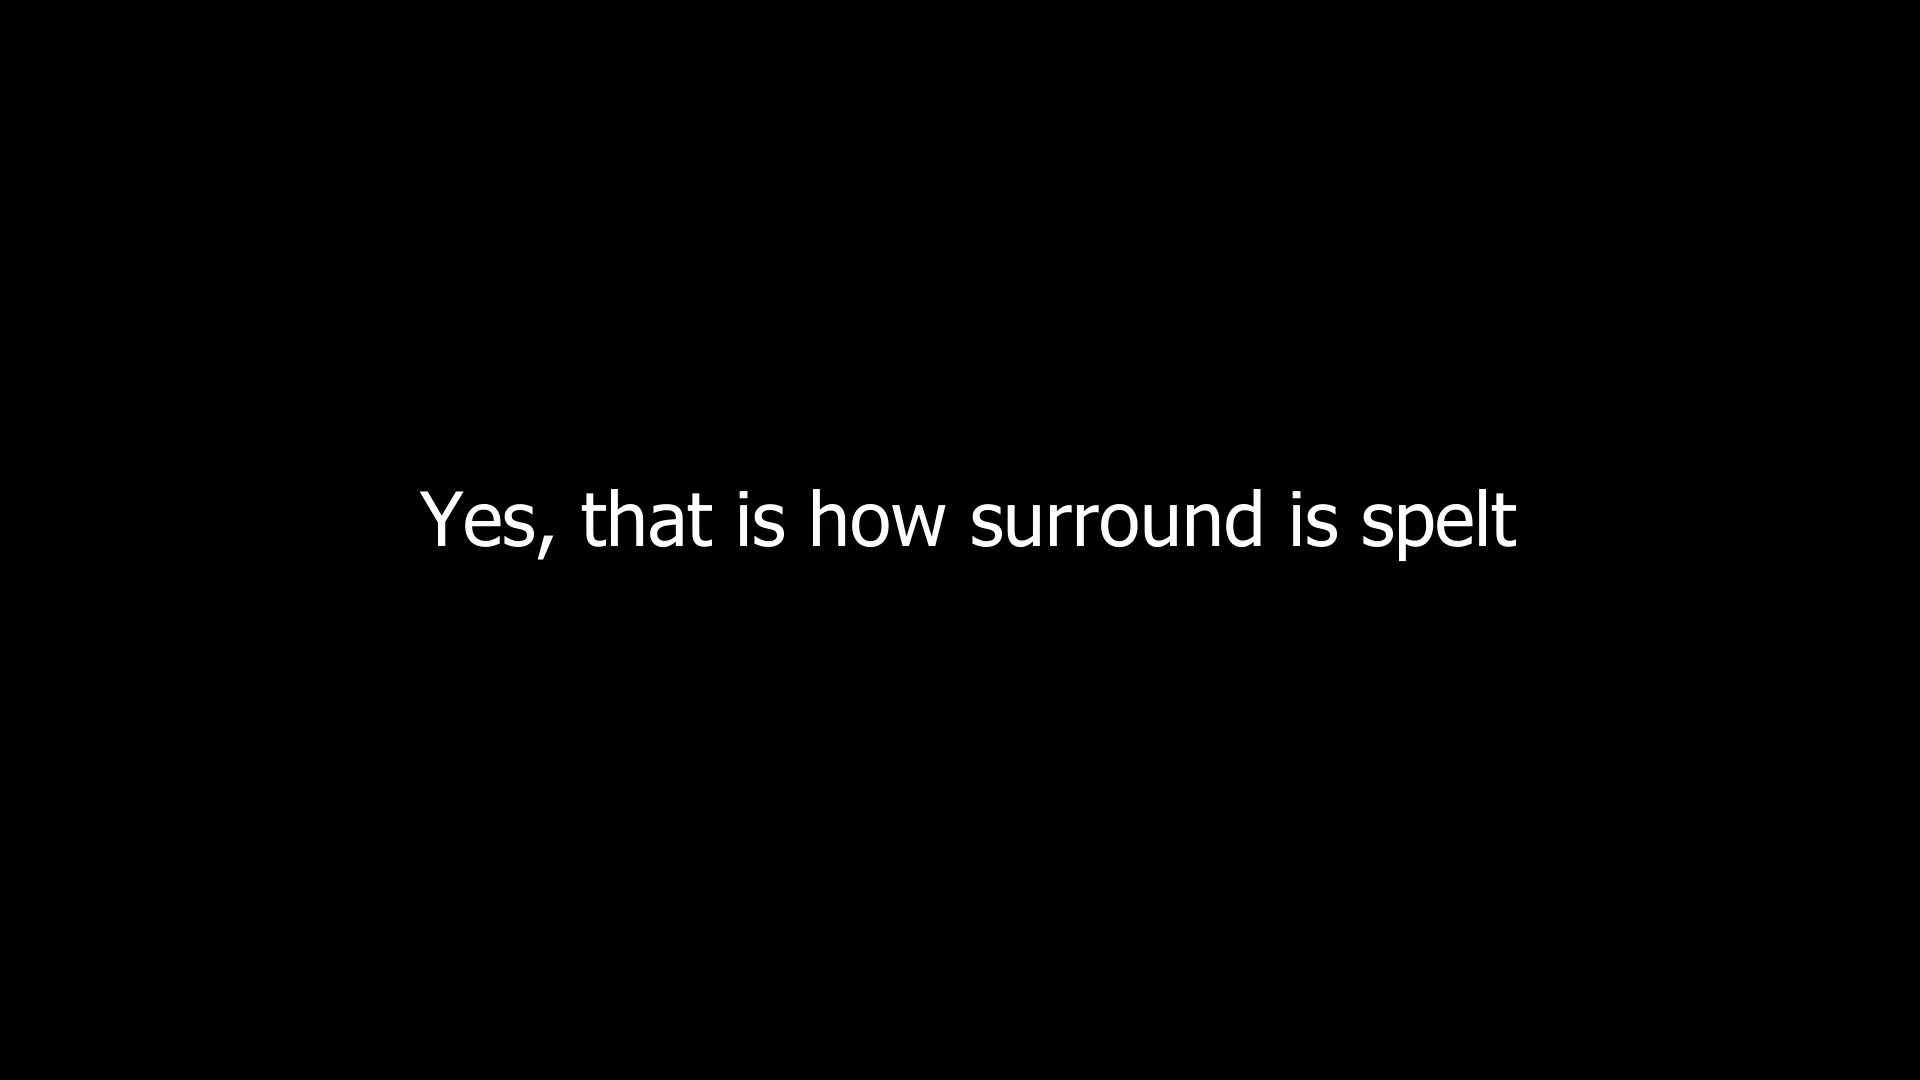 Yes, that is how surround is spelt